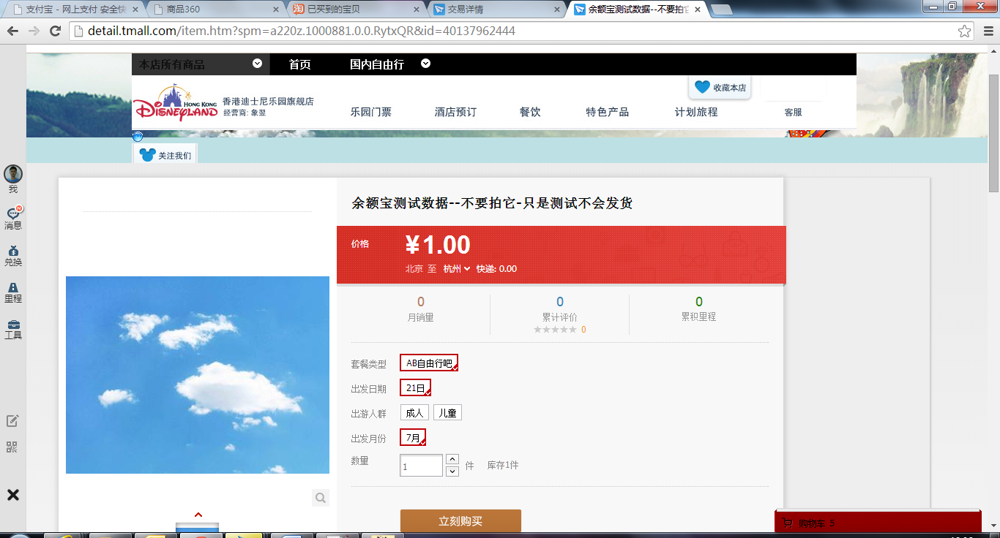 支付宝 - 网上支付 安全快
商品360
已买到的宝贝
交易详情
余额宝测试数据--不要拍它
detail.tmall.com/item.htm?spm=a220z.1000881.0.0.RytxQR&id=40137962444
本店所有商品
首页
国内自由行
收藏本店
HONG KONG
DISNEYLAND
香港迪士尼乐园旗舰店
经营商: 象翌
乐园门票
酒店预订
餐饮
特色产品
计划旅程
客服
关注我们
我
消息
兑换
里程
工具
余额宝测试数据--不要拍它-只是测试不会发货
价格
¥1.00
北京 至 杭州 快递: 0.00
0
月销量
0
累计评价
0
0
累积里程
套餐类型
AB自由行吧
出发日期
21日
出游人群
成人
儿童
出发月份
7月
数量
1
件
库存1件
立刻购买
购物车 5